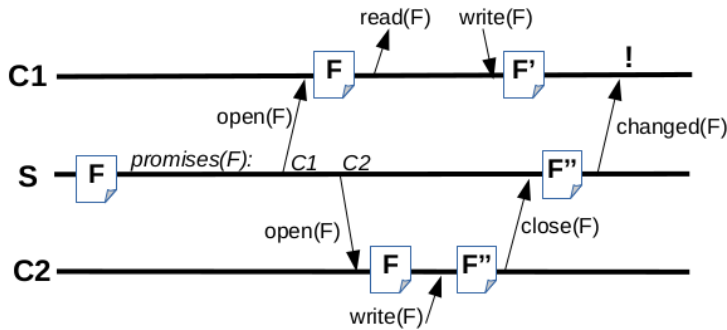 read(F) write(F)
C1 F F’ !
open(F) changed(F)
promises(F): C1 C2
S F F”
open(F) close(F)
C2 F F”
write(F)